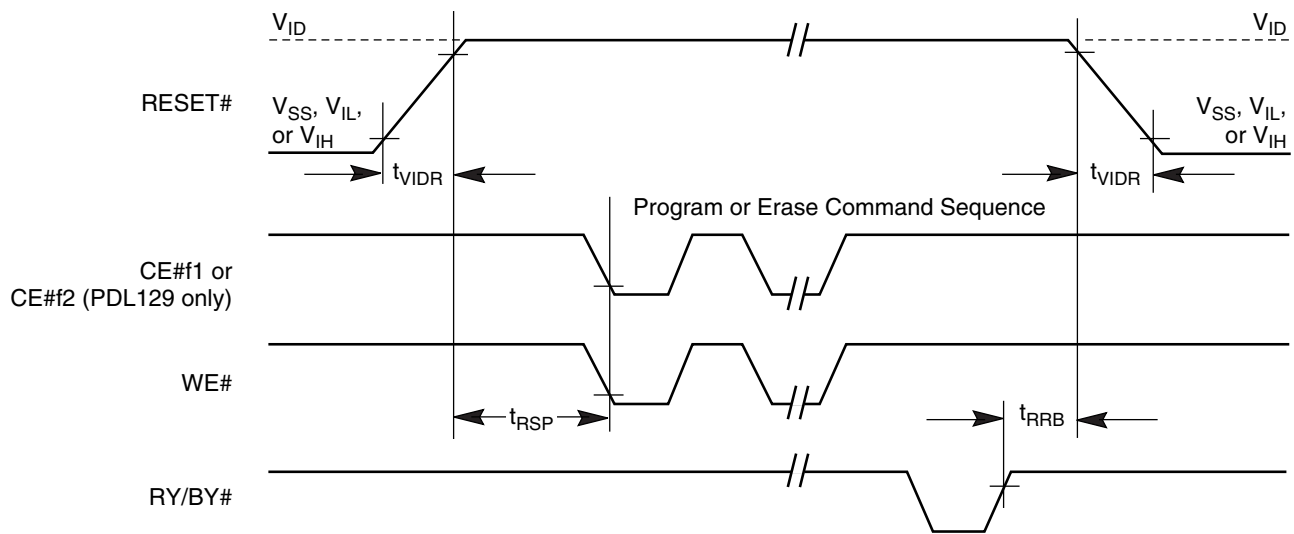 V_ID
V_ID
RESET#
V_SS, V_IL,
or V_IH
V_SS, V_IL,
or V_IH
t_VIDR
t_VIDR
Program or Erase Command Sequence
CE#f1 or
CE#f2 (PDL129 only)
WE#
t_RSP
t_RRB
RY/BY#